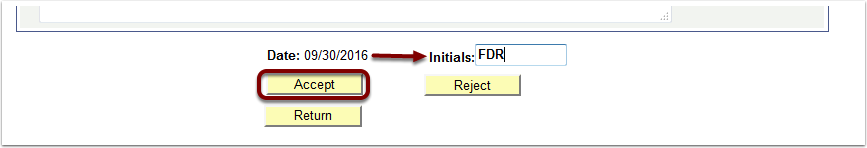 Date: 09/30/2016 Initials: FDR
Accept Reject
Return